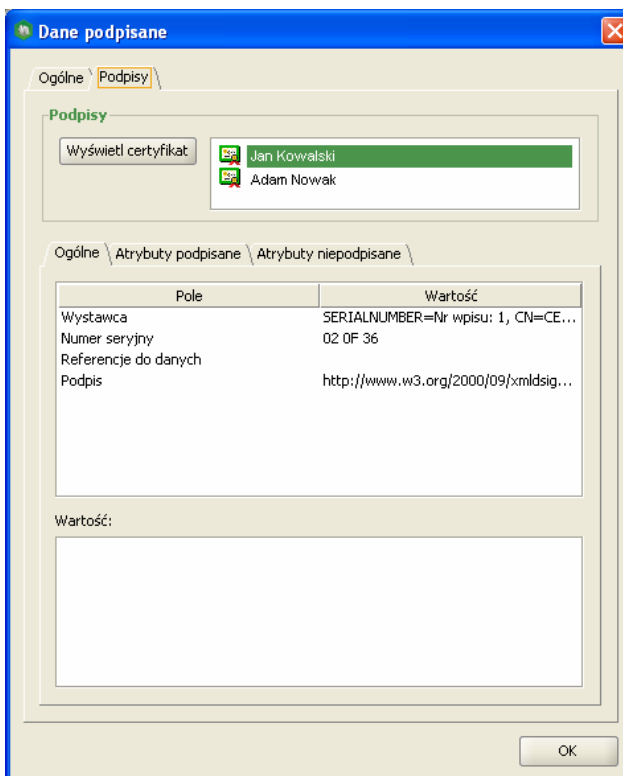 Dane podpisane
Ogólne Podpisy
Podpisy
Wyświetl certyfikat
Jan Kowalski
Adam Nowak
Ogólne Atrybuty podpisane Atrybuty niepodpisane
Pole Wartość
Wystawca SERIALNUMBER=Nr wpisu: 1, CN=CE...
Numer seryjny 02 0F 36
Referencje do danych
Podpis http://www.w3.org/2000/09/xmldsig...
Wartość:
OK